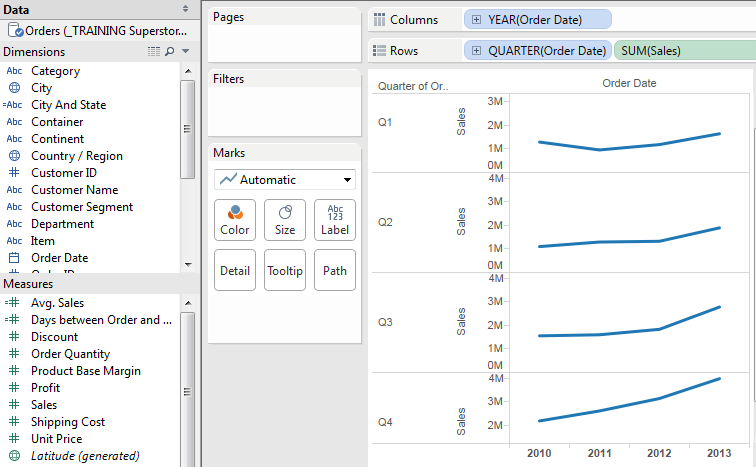 Data
Orders (_TRAINING Superstor...
Dimensions
Abc Category
City
=Abc City And State
Abc Container
Abc Continent
Country / Region
# Customer ID
Abc Customer Name
Abc Customer Segment
Abc Department
Abc Item
Order Date
# Order ID
Measures
=# Avg. Sales
=# Days between Order and ...
# Discount
# Order Quantity
# Product Base Margin
# Profit
# Sales
# Shipping Cost
# Unit Price
Latitude (generated)
Pages
Filters
Marks
Automatic
Color
Size
Abc
123
Label
Detail
Tooltip
Path
Columns
YEAR(Order Date)
Rows
QUARTER(Order Date)
SUM(Sales)
Quarter of Or..
Order Date
Q1
Sales
3M
2M
1M
0M
Q2
Sales
4M
3M
2M
1M
0M
Q3
Sales
4M
3M
2M
1M
0M
Q4
Sales
4M
3M
2M
2010
2011
2012
2013